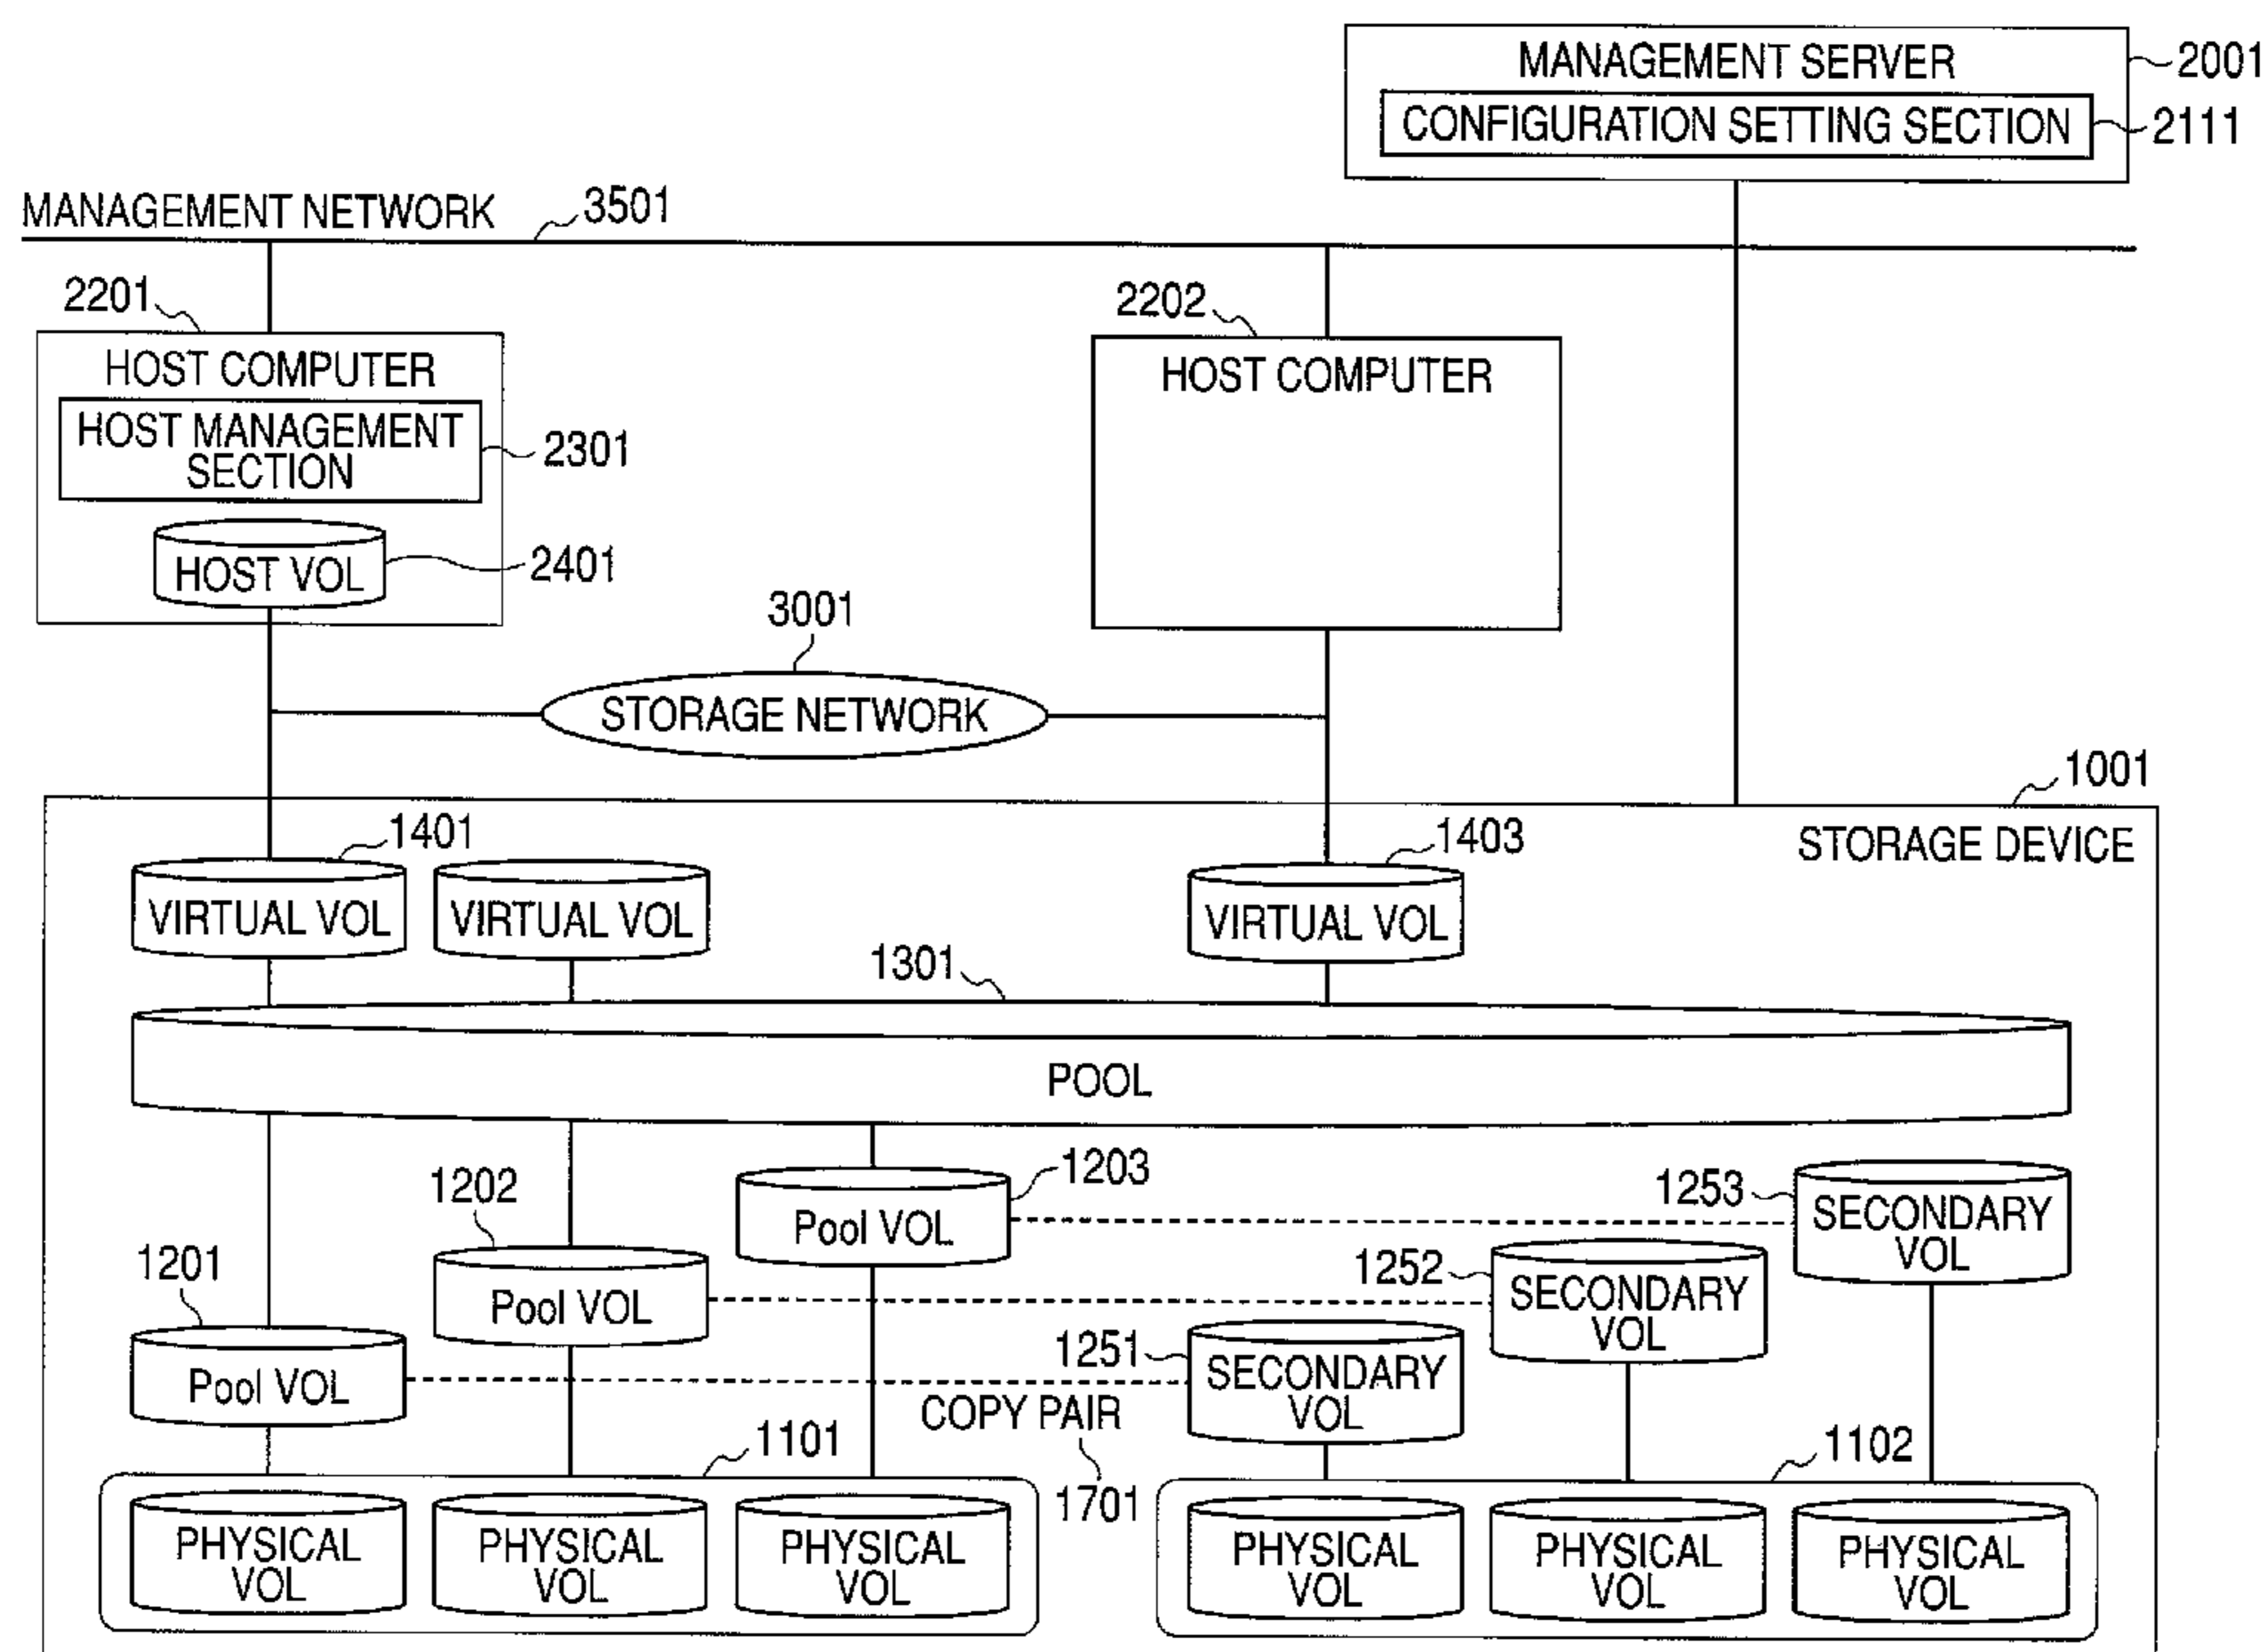 MANAGEMENT SERVER
2001
CONFIGURATION SETTING SECTION
2111
MANAGEMENT NETWORK
3501
2201
2202
HOST COMPUTER
HOST COMPUTER
HOST MANAGEMENT
SECTION
2301
HOST VOL
2401
3001
STORAGE NETWORK
1001
STORAGE DEVICE
1401
1403
VIRTUAL VOL
VIRTUAL VOL
VIRTUAL VOL
1301
POOL
1203
1202
1253
Pool VOL
SECONDARY
VOL
1201
1252
Pool VOL
SECONDARY
VOL
1251
Pool VOL
SECONDARY
VOL
COPY PAIR
1701
1101
1102
PHYSICAL
VOL
PHYSICAL
VOL
PHYSICAL
VOL
PHYSICAL
VOL
PHYSICAL
VOL
PHYSICAL
VOL